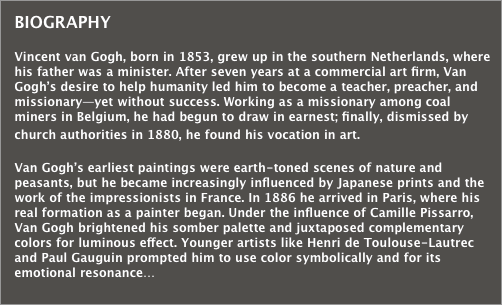 BIOGRAPHY
Vincent van Gogh, born in 1853, grew up in the southern Netherlands, where
his father was a minister. After seven years at a commercial art firm, Van
Gogh's desire to help humanity led him to become a teacher, preacher, and
missionary—yet without success. Working as a missionary among coal
miners in Belgium, he had begun to draw in earnest; finally, dismissed by
church authorities in 1880, he found his vocation in art.
Van Gogh's earliest paintings were earth-toned scenes of nature and
peasants, but he became increasingly influenced by Japanese prints and the
work of the impressionists in France. In 1886 he arrived in Paris, where his
real formation as a painter began. Under the influence of Camille Pissarro,
Van Gogh brightened his somber palette and juxtaposed complementary
colors for luminous effect. Younger artists like Henri de Toulouse-Lautrec
and Paul Gauguin prompted him to use color symbolically and for its
emotional resonance...